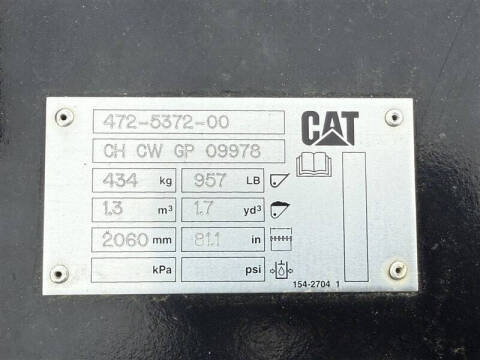 472-5372-00
CAT
CH CW GP 09978
434 kg 957 LB
1.3 m³ 1.7 yd³
2060 mm 81.1 in
kPa psi
154-2704 1